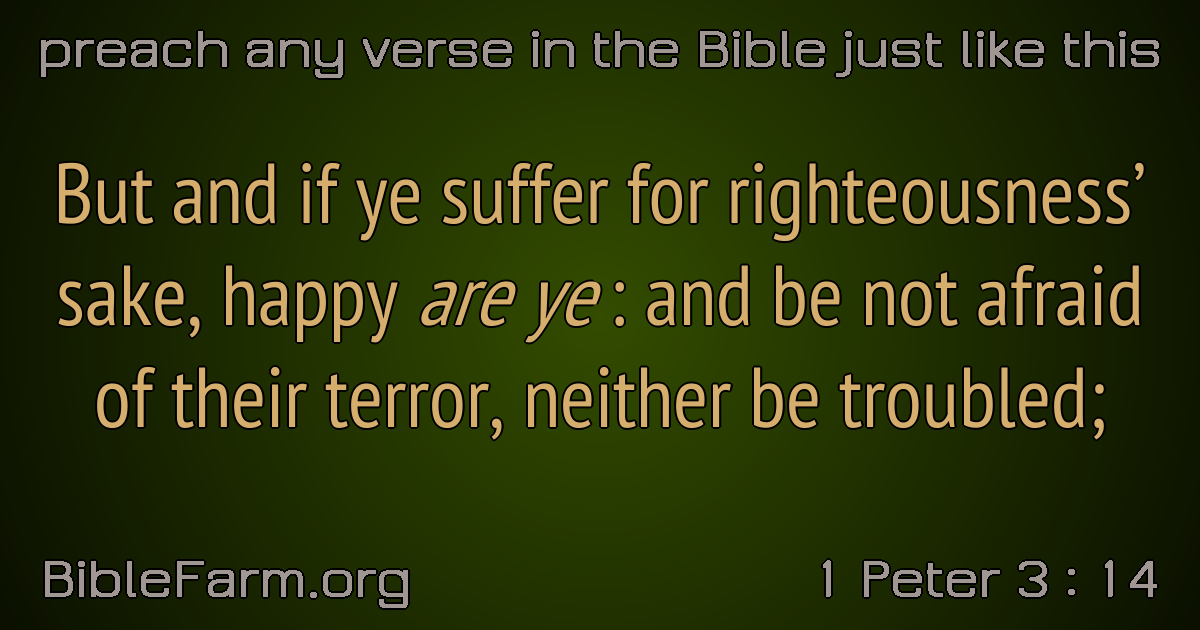 preach any verse in the Bible just like this
But and if ye suffer for righteousness’
sake, happy are ye : and be not afraid
of their terror, neither be troubled;
BibleFarm.org
1 Peter 3 : 14